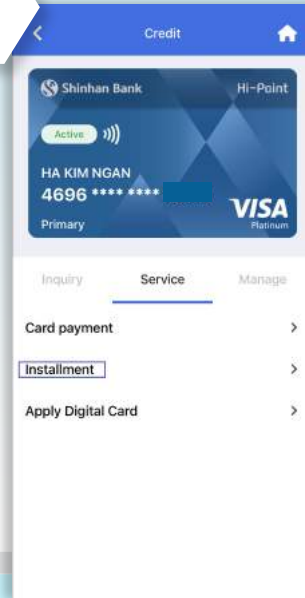 Credit
Shinhan Bank
Hi-Point
Active
HA KIM NGAN
4696 **** ****
Primary
VISA
Platinum
Inquiry
Service
Manage
Card payment
Installment
Apply Digital Card